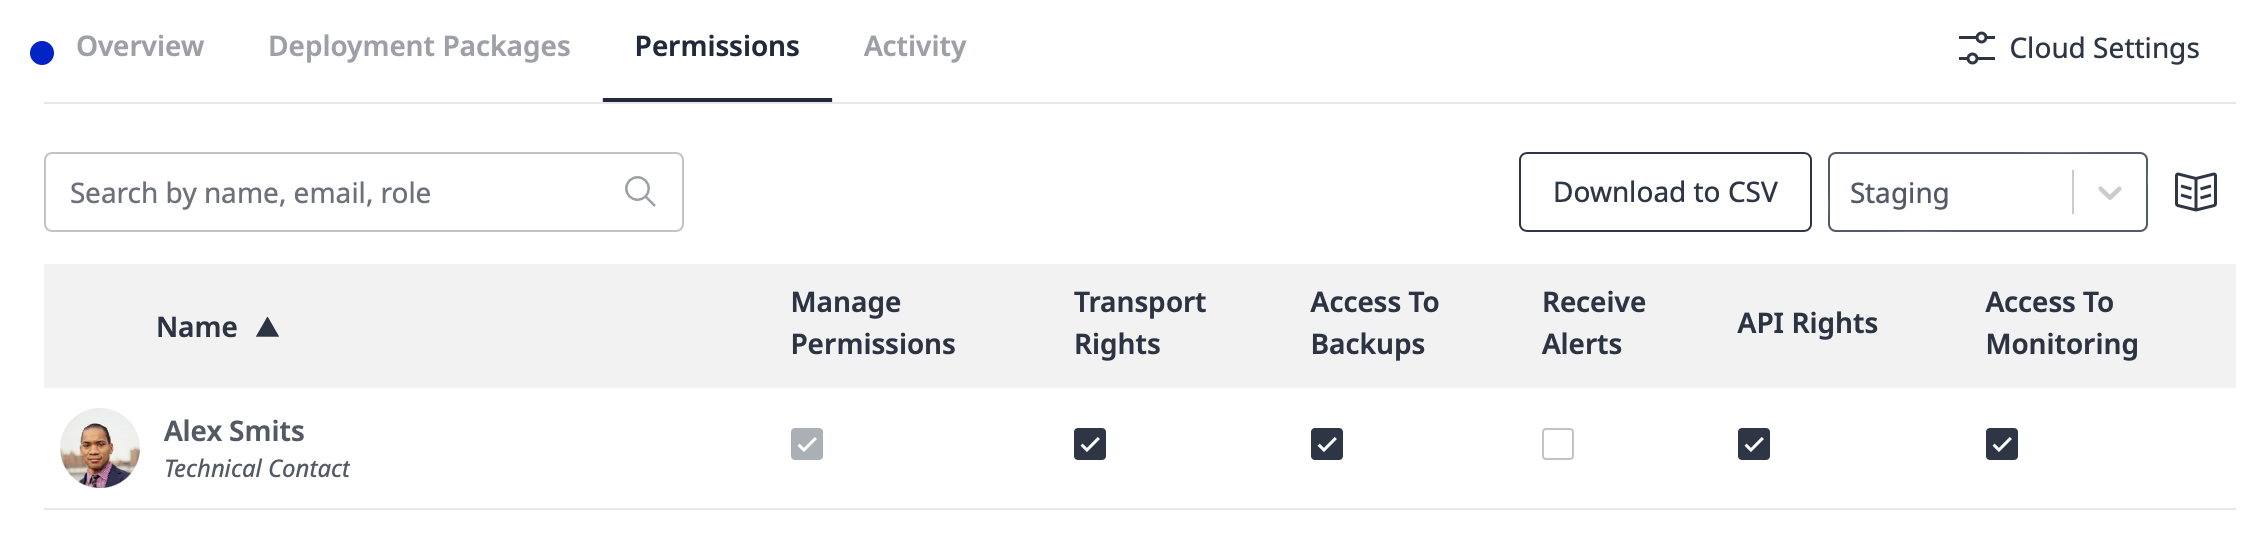 Overview Deployment Packages Permissions Activity Cloud Settings
Search by name, email, role Download to CSV Staging
Name Manage Permissions Transport Rights Access To Backups Receive Alerts API Rights Access To Monitoring
Alex Smits
Technical Contact